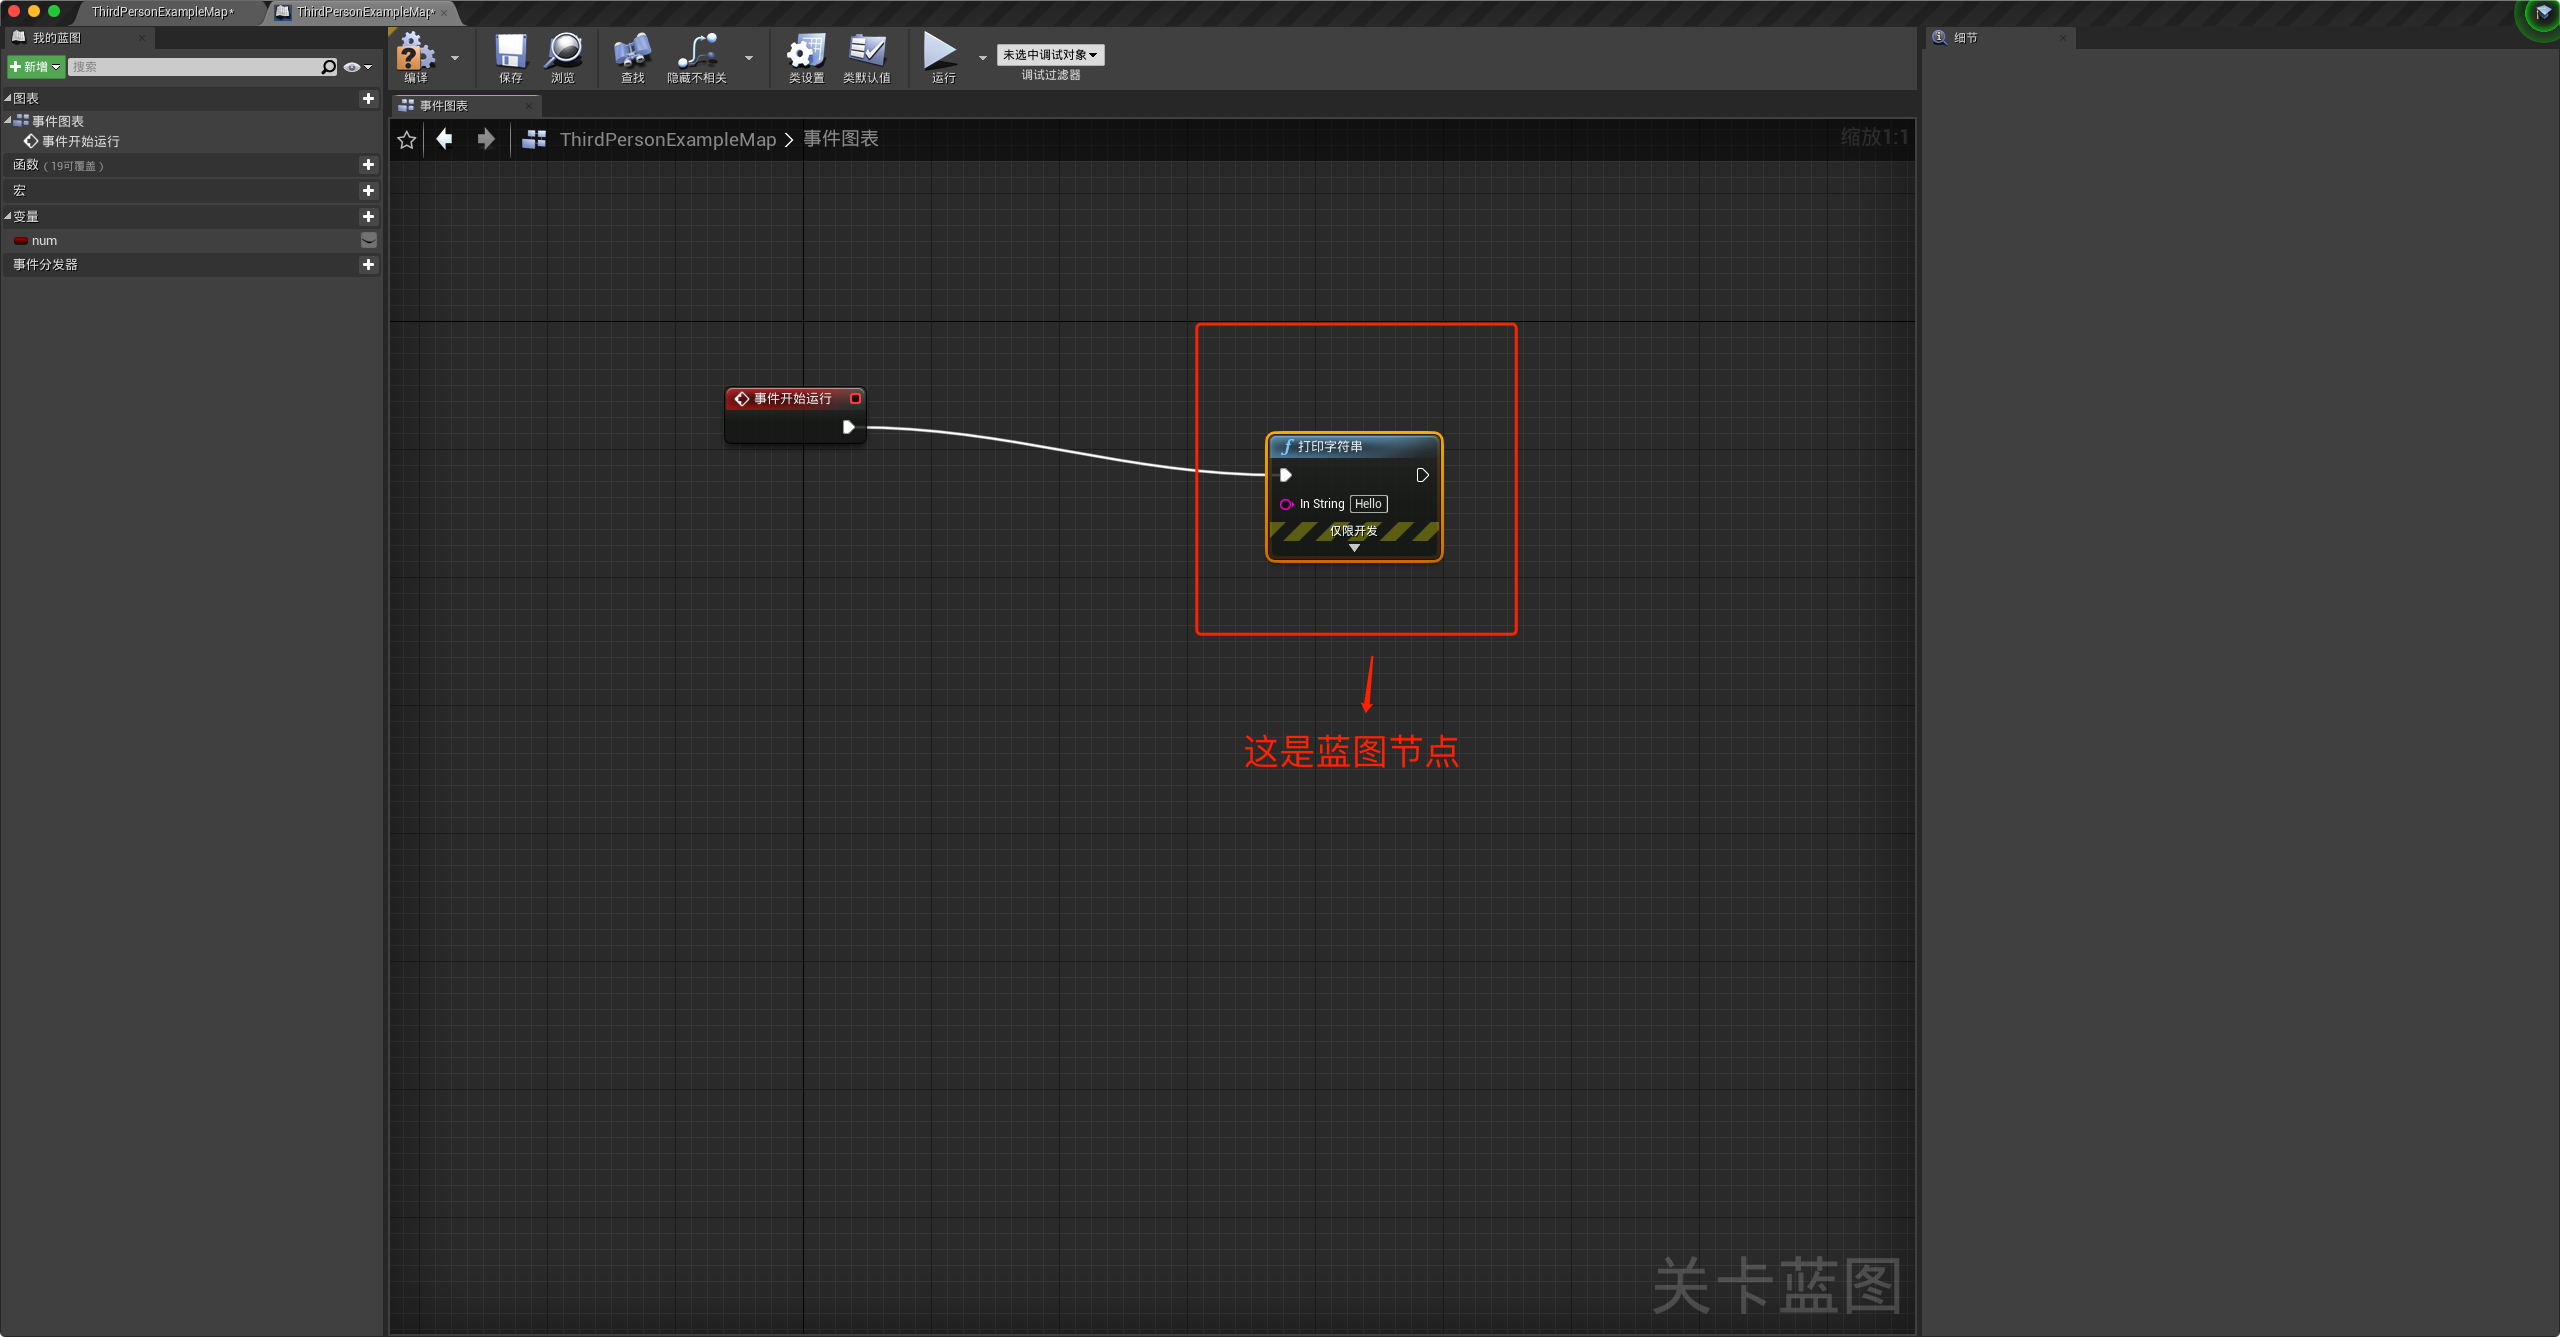 ThirdPersonExampleMap*
ThirdPersonExampleMap*
我的蓝图
新增
搜索
图表
事件图表
事件开始运行
函数（19可覆盖）
宏
变量
num
事件分发器
编译
保存
浏览
查找
隐藏不相关
类设置
类默认值
运行
未选中调试对象
调试过滤器
细节
事件图表
ThirdPersonExampleMap > 事件图表
缩放1:1
事件开始运行
f 打印字符串
In String Hello
仅限开发
这是蓝图节点
关卡蓝图